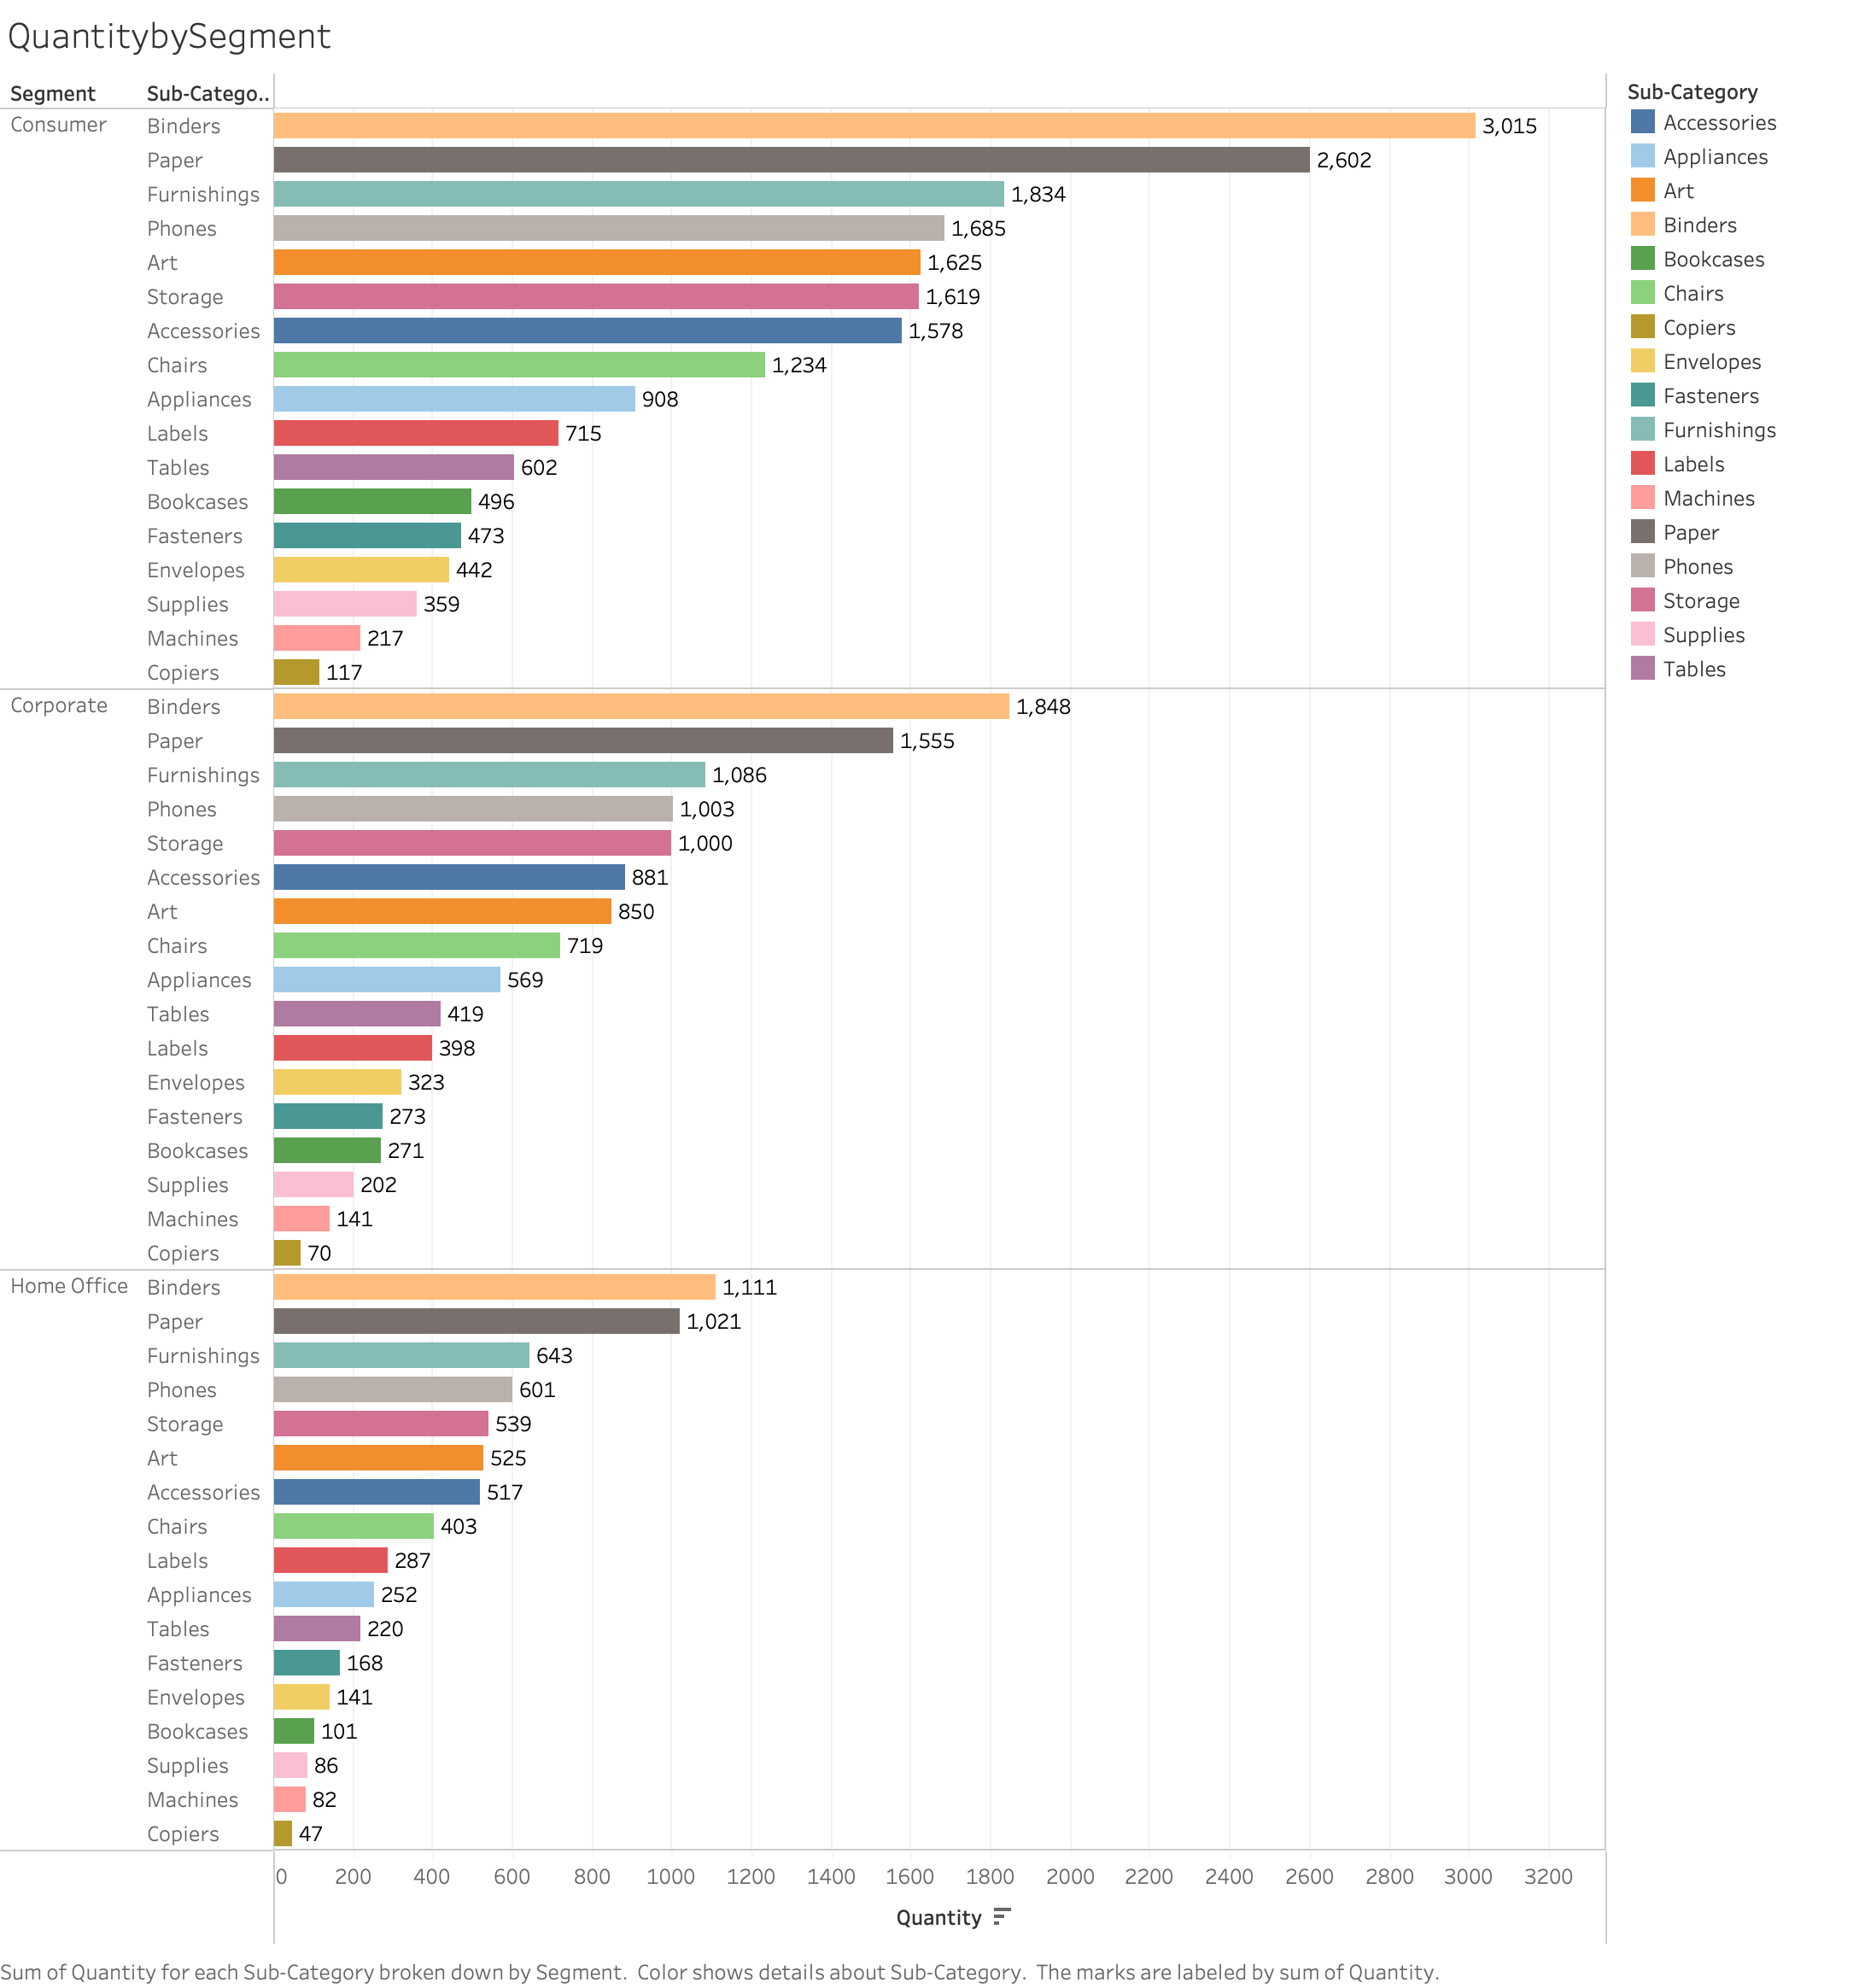 QuantitybySegment
Segment Sub-Catego..
Consumer Binders 3,015
Paper 2,602
Furnishings 1,834
Phones 1,685
Art 1,625
Storage 1,619
Accessories 1,578
Chairs 1,234
Appliances 908
Labels 715
Tables 602
Bookcases 496
Fasteners 473
Envelopes 442
Supplies 359
Machines 217
Copiers 117
Corporate Binders 1,848
Paper 1,555
Furnishings 1,086
Phones 1,003
Storage 1,000
Accessories 881
Art 850
Chairs 719
Appliances 569
Tables 419
Labels 398
Envelopes 323
Fasteners 273
Bookcases 271
Supplies 202
Machines 141
Copiers 70
Home Office Binders 1,111
Paper 1,021
Furnishings 643
Phones 601
Storage 539
Art 525
Accessories 517
Chairs 403
Labels 287
Appliances 252
Tables 220
Fasteners 168
Envelopes 141
Bookcases 101
Supplies 86
Machines 82
Copiers 47
0 200 400 600 800 1000 1200 1400 1600 1800 2000 2200 2400 2600 2800 3000 3200
Quantity
Sub-Category
Accessories
Appliances
Art
Binders
Bookcases
Chairs
Copiers
Envelopes
Fasteners
Furnishings
Labels
Machines
Paper
Phones
Storage
Supplies
Tables
Sum of Quantity for each Sub-Category broken down by Segment.  Color shows details about Sub-Category.  The marks are labeled by sum of Quantity.